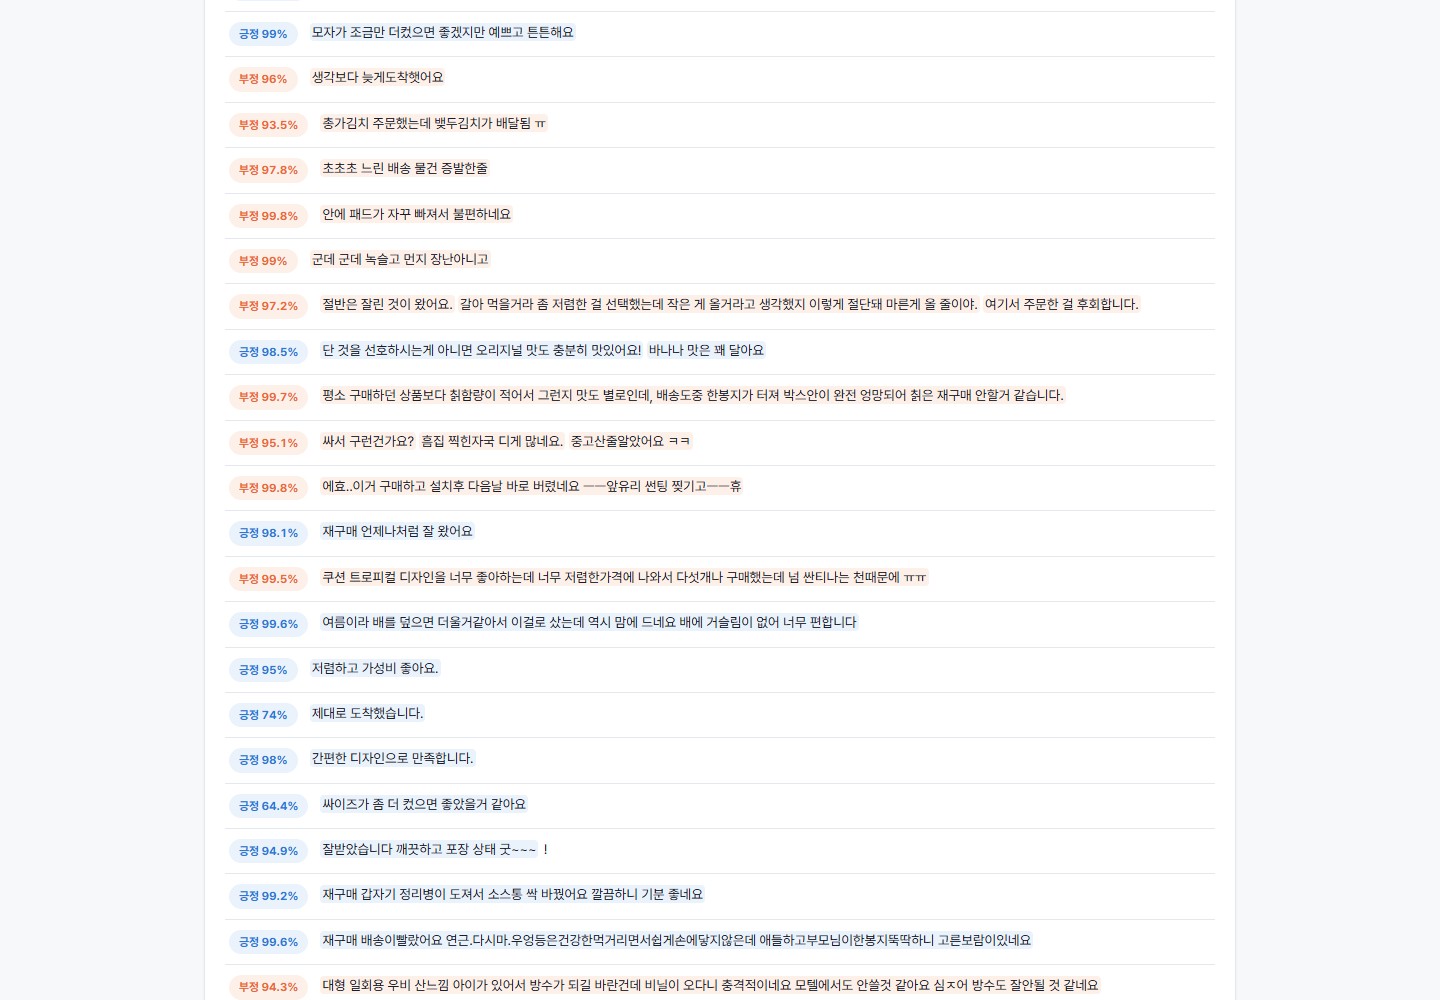 긍정 99% 모자가 조금만 더컸으면 좋겠지만 예쁘고 튼튼해요
부정 96% 생각보다 늦게도착햇어요
부정 93.5% 총가김치 주문했는데 뱆두김치가 배달됨 ㅠ
부정 97.8% 초초초 느린 배송 물건 증발한줄
부정 99.8% 안에 패드가 자꾸 빠져서 불편하네요
부정 99% 군데 군데 녹슬고 먼지 장난아니고
부정 97.2% 절반은 잘린 것이 왔어요. 갈아 먹을거라 좀 저렴한 걸 선택했는데 작은 게 올거라고 생각했지 이렇게 절단돼 마른게 올 줄이야. 여기서 주문한 걸 후회합니다.
긍정 98.5% 단 것을 선호하시는게 아니면 오리지널 맛도 충분히 맛있어요! 바나나 맛은 꽤 달아요
부정 99.7% 평소 구매하던 상품보다 칡함량이 적어서 그런지 맛도 별로인데, 배송도중 한봉지가 터져 박스안이 완전 엉망되어 칡은 재구매 안할거 같습니다.
부정 95.1% 싸서 구런건가요? 흠집 찍힌자국 디게 많네요. 중고산줄알았어요 ㅋㅋ
부정 99.8% 에효..이거 구매하고 설치후 다음날 바로 버렸네요 ㅡㅡ앞유리 썬팅 찢기고ㅡㅡ휴
긍정 98.1% 재구매 언제나처럼 잘 왔어요
부정 99.5% 쿠션 트로피컬 디자인을 너무 좋아하는데 너무 저렴한가격에 나와서 다섯개나 구매했는데 넘 싼티나는 천때문에 ㅠㅠ
긍정 99.6% 여름이라 배를 덮으면 더울거같아서 이걸로 샀는데 역시 맘에 드네요 배에 거슬림이 없어 너무 편합니다
긍정 95% 저렴하고 가성비 좋아요.
긍정 74% 제대로 도착했습니다.
긍정 98% 간편한 디자인으로 만족합니다.
긍정 64.4% 싸이즈가 좀 더 컸으면 좋았을거 같아요
긍정 94.9% 잘받았습니다 깨끗하고 포장 상태 굿~~~ !
긍정 99.2% 재구매 갑자기 정리병이 도져서 소스통 싹 바꿨어요 깔끔하니 기분 좋네요
긍정 99.6% 재구매 배송이빨랐어요 연근.다시마.우엉등은건강한먹거리면서쉽게손에닿지않은데 애들하고부모님이한봉지뚝딱하니 고른보람이있네요
부정 94.3% 대형 일회용 우비 산느낌 아이가 있어서 방수가 되길 바란건데 비닐이 오다니 충격적이네요 모텔에서도 안쓸것 같아요 심ㅈ어 방수도 잘안될 것 같네요